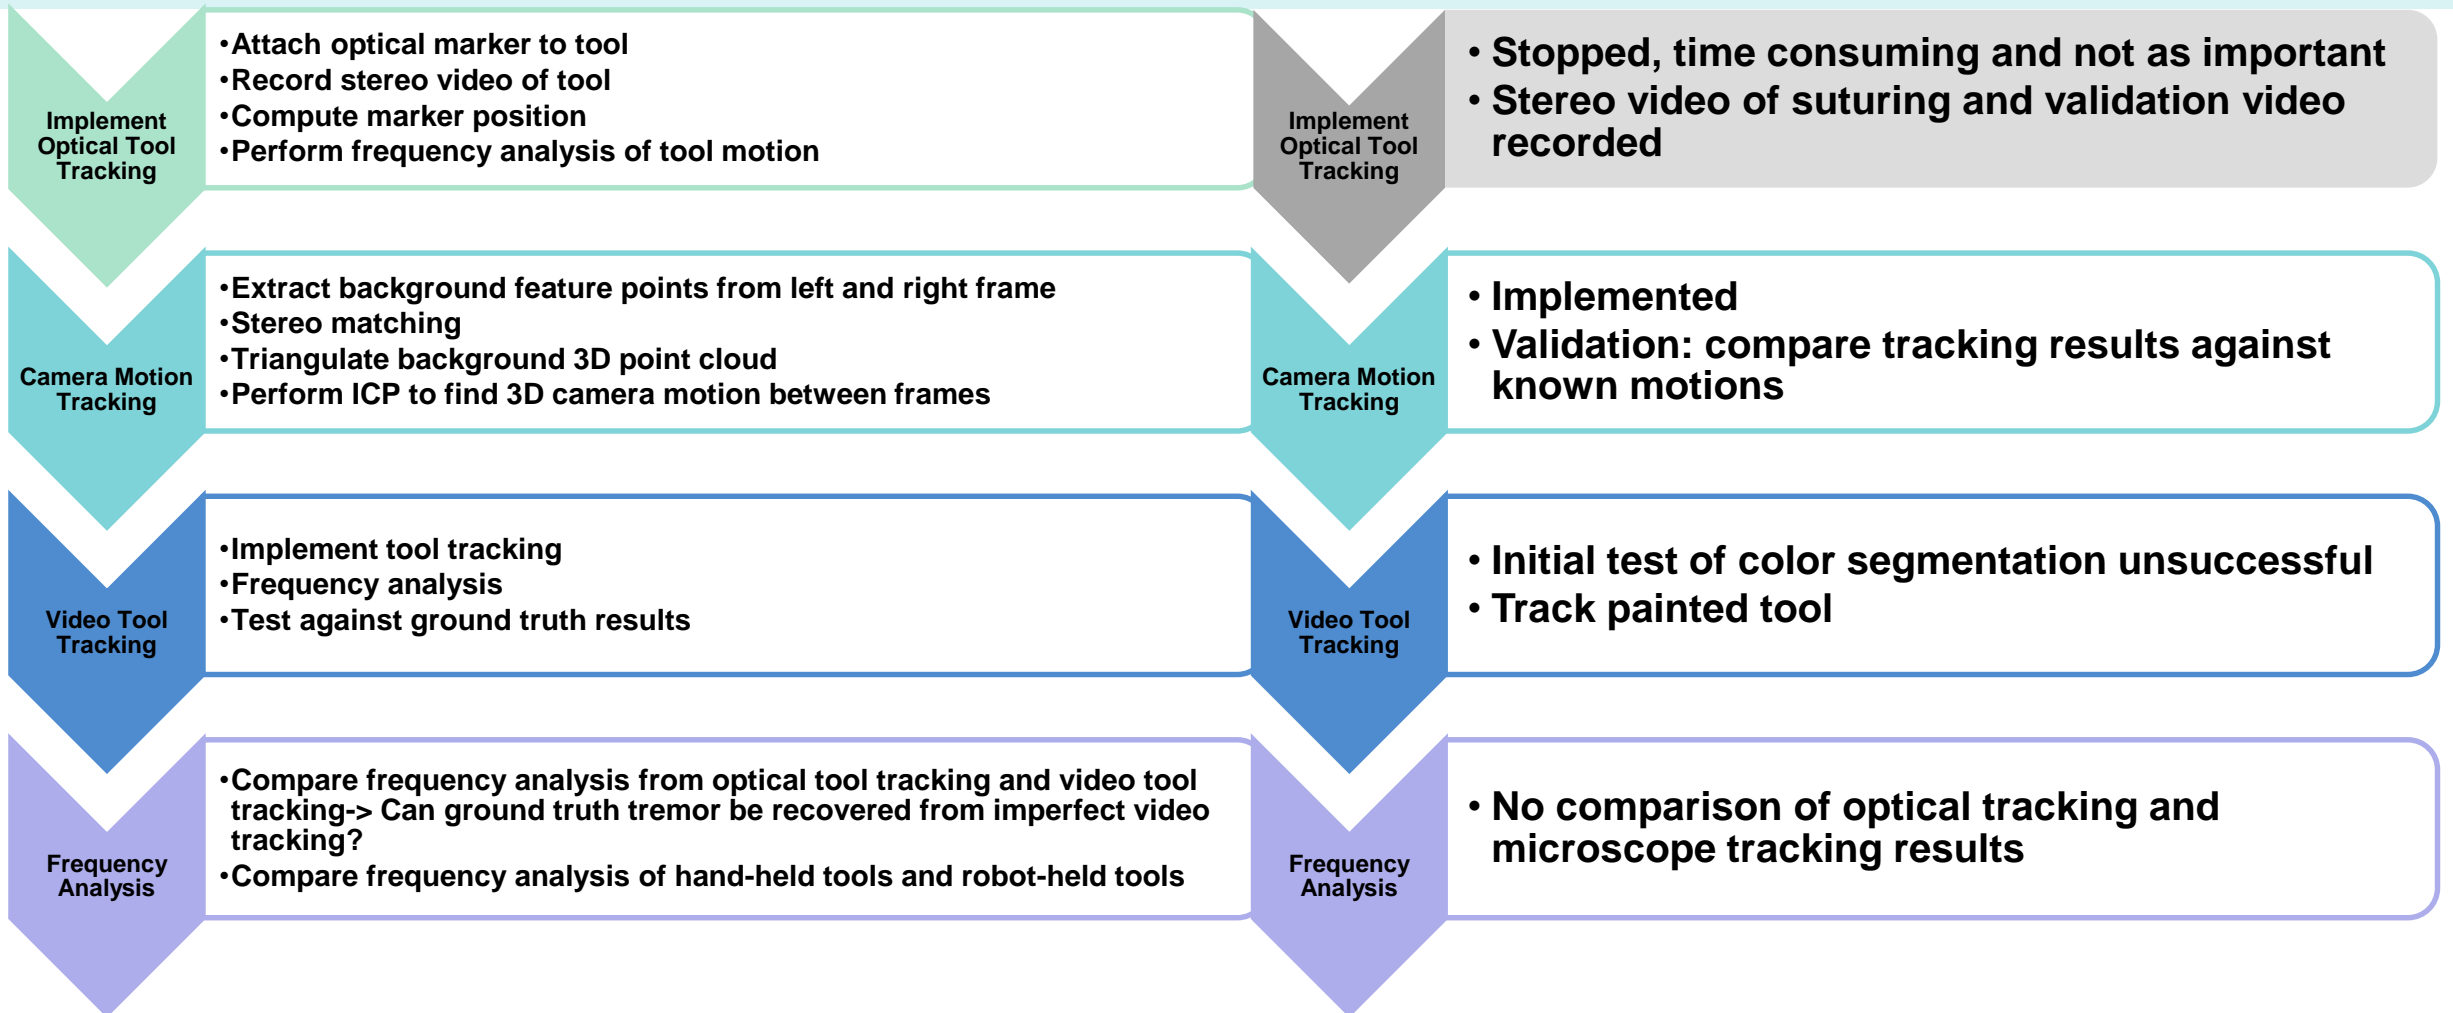 Implement
Optical Tool
Tracking
•Attach optical marker to tool
•Record stereo video of tool
•Compute marker position
•Perform frequency analysis of tool motion
Camera Motion
Tracking
•Extract background feature points from left and right frame
•Stereo matching
•Triangulate background 3D point cloud
•Perform ICP to find 3D camera motion between frames
Video Tool
Tracking
•Implement tool tracking
•Frequency analysis
•Test against ground truth results
Frequency
Analysis
•Compare frequency analysis from optical tool tracking and video tool
tracking-> Can ground truth tremor be recovered from imperfect video
tracking?
•Compare frequency analysis of hand-held tools and robot-held tools
Implement
Optical Tool
Tracking
• Stopped, time consuming and not as important
• Stereo video of suturing and validation video
recorded
Camera Motion
Tracking
• Implemented
• Validation: compare tracking results against
known motions
Video Tool
Tracking
• Initial test of color segmentation unsuccessful
• Track painted tool
Frequency
Analysis
• No comparison of optical tracking and
microscope tracking results